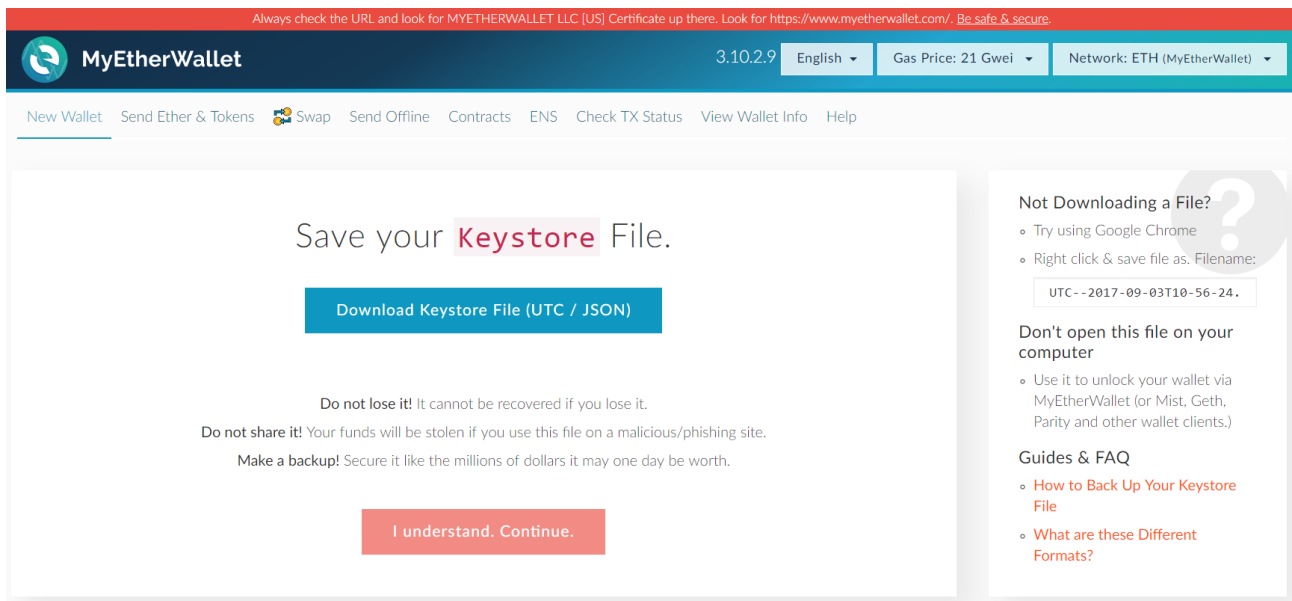 Always check the URL and look for MYETHERWALLET LLC [US] Certificate up there. Look for https://www.myetherwallet.com/. Be safe & secure.
MyEtherWallet
3.10.2.9 English Gas Price: 21 Gwei Network: ETH (MyEtherWallet)
New Wallet Send Ether & Tokens Swap Send Offline Contracts ENS Check TX Status View Wallet Info Help
Save your Keystore File.
Download Keystore File (UTC / JSON)
Do not lose it! It cannot be recovered if you lose it.
Do not share it! Your funds will be stolen if you use this file on a malicious/phishing site.
Make a backup! Secure it like the millions of dollars it may one day be worth.
I understand. Continue.
?
Not Downloading a File?
Try using Google Chrome
Right click & save file as. Filename:
UTC--2017-09-03T10-56-24.
Don't open this file on your
computer
Use it to unlock your wallet via
MyEtherWallet (or Mist, Geth,
Parity and other wallet clients.)
Guides & FAQ
How to Back Up Your Keystore
File
What are these Different
Formats?